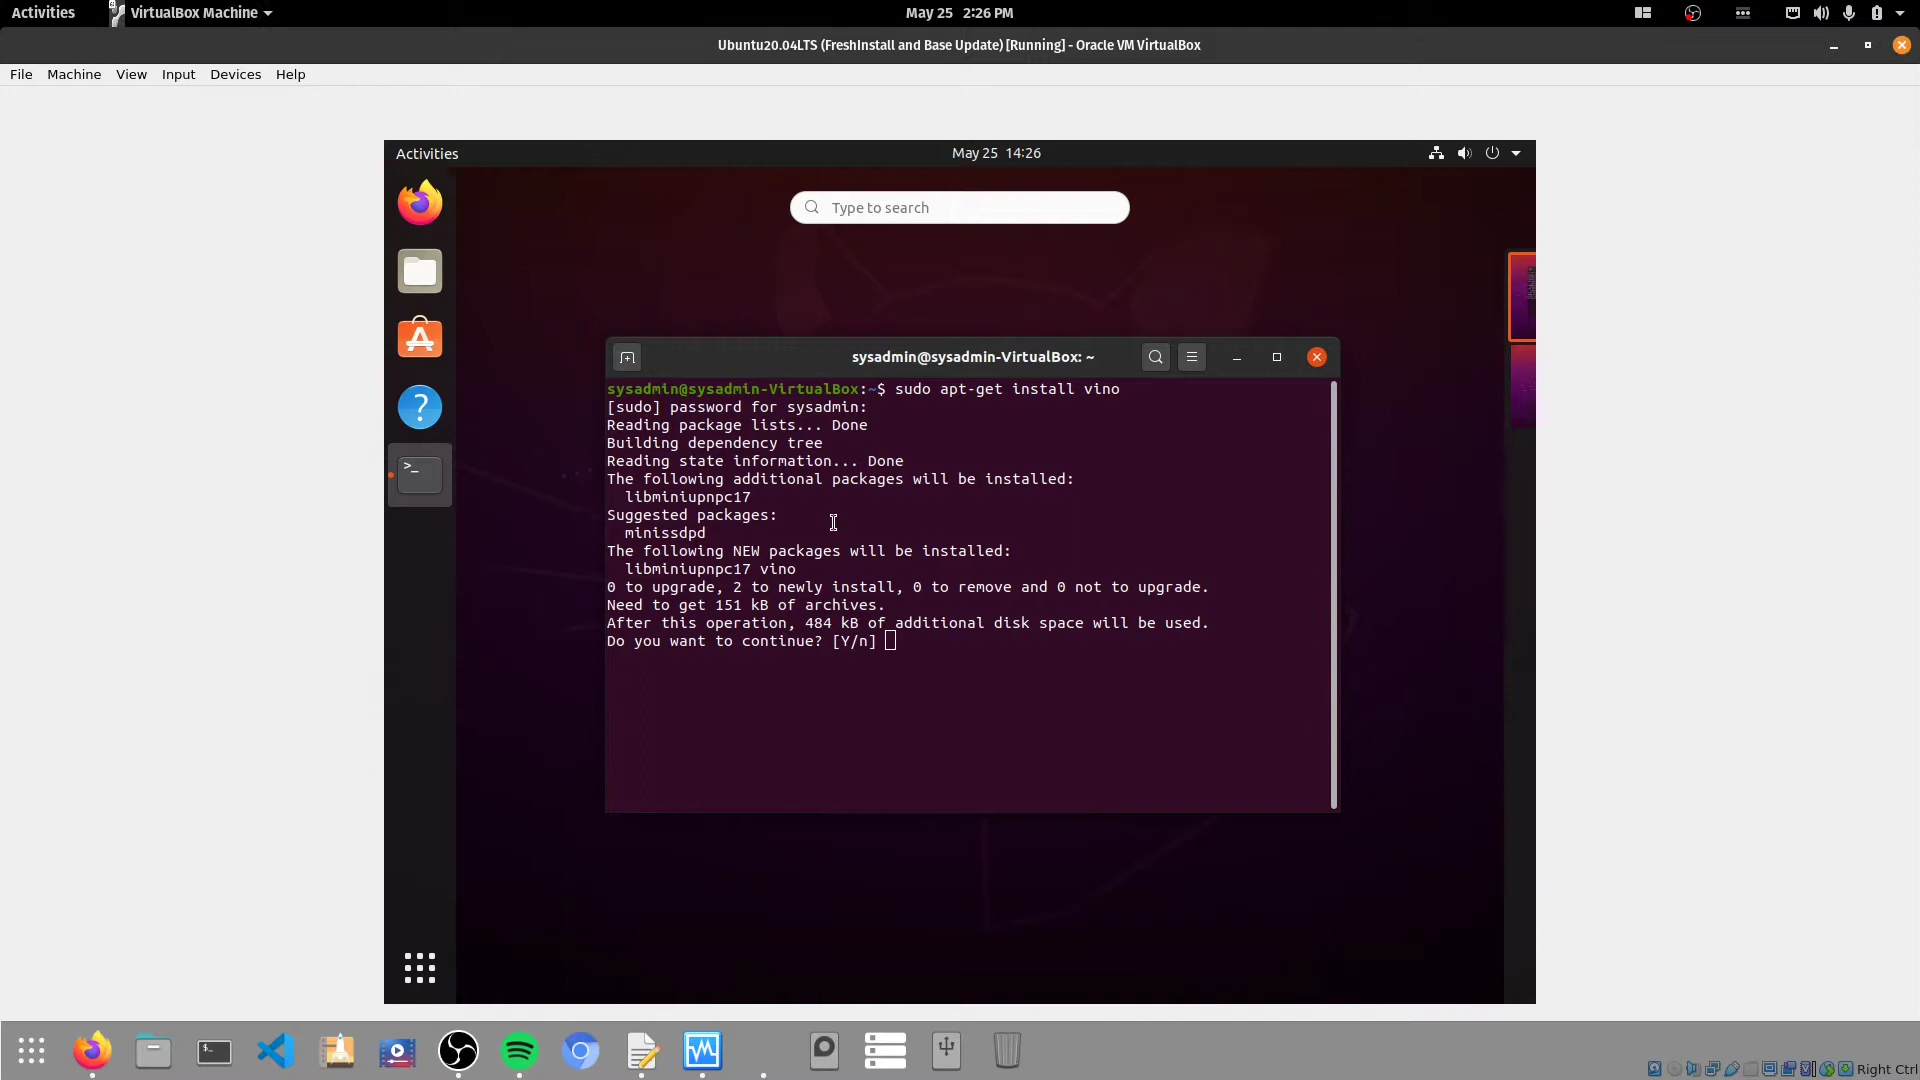 Activities VirtualBox Machine May 25 2:26 PM
Ubuntu20.04LTS (FreshInstall and Base Update) [Running] - Oracle VM VirtualBox
File Machine View Input Devices Help
Activities May 25 14:26
Type to search
sysadmin@sysadmin-VirtualBox: ~
sysadmin@sysadmin-VirtualBox:~$ sudo apt-get install vino
[sudo] password for sysadmin:
Reading package lists... Done
Building dependency tree
Reading state information... Done
The following additional packages will be installed:
libminiupnpc17
Suggested packages:
minissdpd
The following NEW packages will be installed:
libminiupnpc17 vino
0 to upgrade, 2 to newly install, 0 to remove and 0 not to upgrade.
Need to get 151 kB of archives.
After this operation, 484 kB of additional disk space will be used.
Do you want to continue? [Y/n]
Right Ctrl